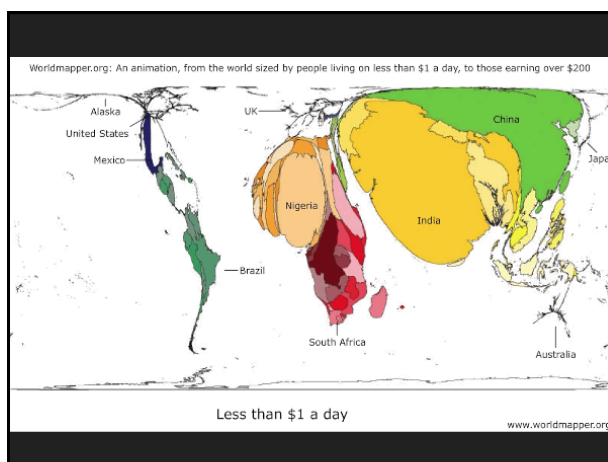 Worldmapper.org: An animation, from the world sized by people living on less than $1 a day, to those earning over $200
Alaska
UK
China
United States
Japa
Mexico
Nigeria
India
Brazil
South Africa
Australia
Less than $1 a day
www.worldmapper.org